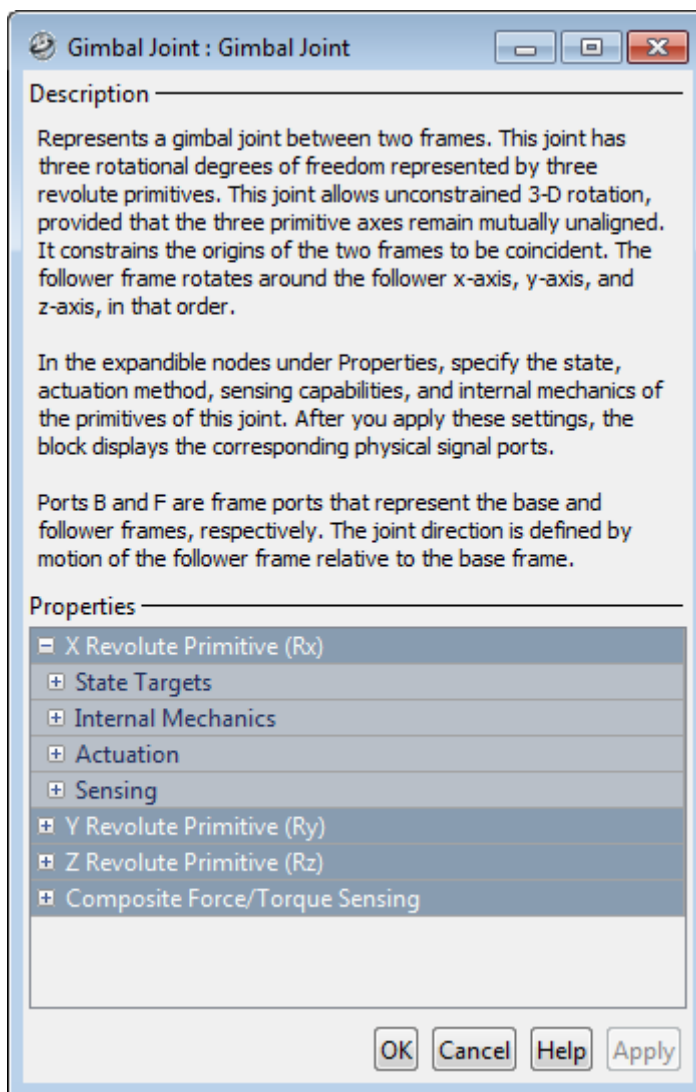 Gimbal Joint : Gimbal Joint
Description
Represents a gimbal joint between two frames. This joint has
three rotational degrees of freedom represented by three
revolute primitives. This joint allows unconstrained 3-D rotation,
provided that the three primitive axes remain mutually unaligned.
It constrains the origins of the two frames to be coincident. The
follower frame rotates around the follower x-axis, y-axis, and
z-axis, in that order.
In the expandible nodes under Properties, specify the state,
actuation method, sensing capabilities, and internal mechanics of
the primitives of this joint. After you apply these settings, the
block displays the corresponding physical signal ports.
Ports B and F are frame ports that represent the base and
follower frames, respectively. The joint direction is defined by
motion of the follower frame relative to the base frame.
Properties
X Revolute Primitive (Rx)
State Targets
Internal Mechanics
Actuation
Sensing
Y Revolute Primitive (Ry)
Z Revolute Primitive (Rz)
Composite Force/Torque Sensing
OK Cancel Help Apply